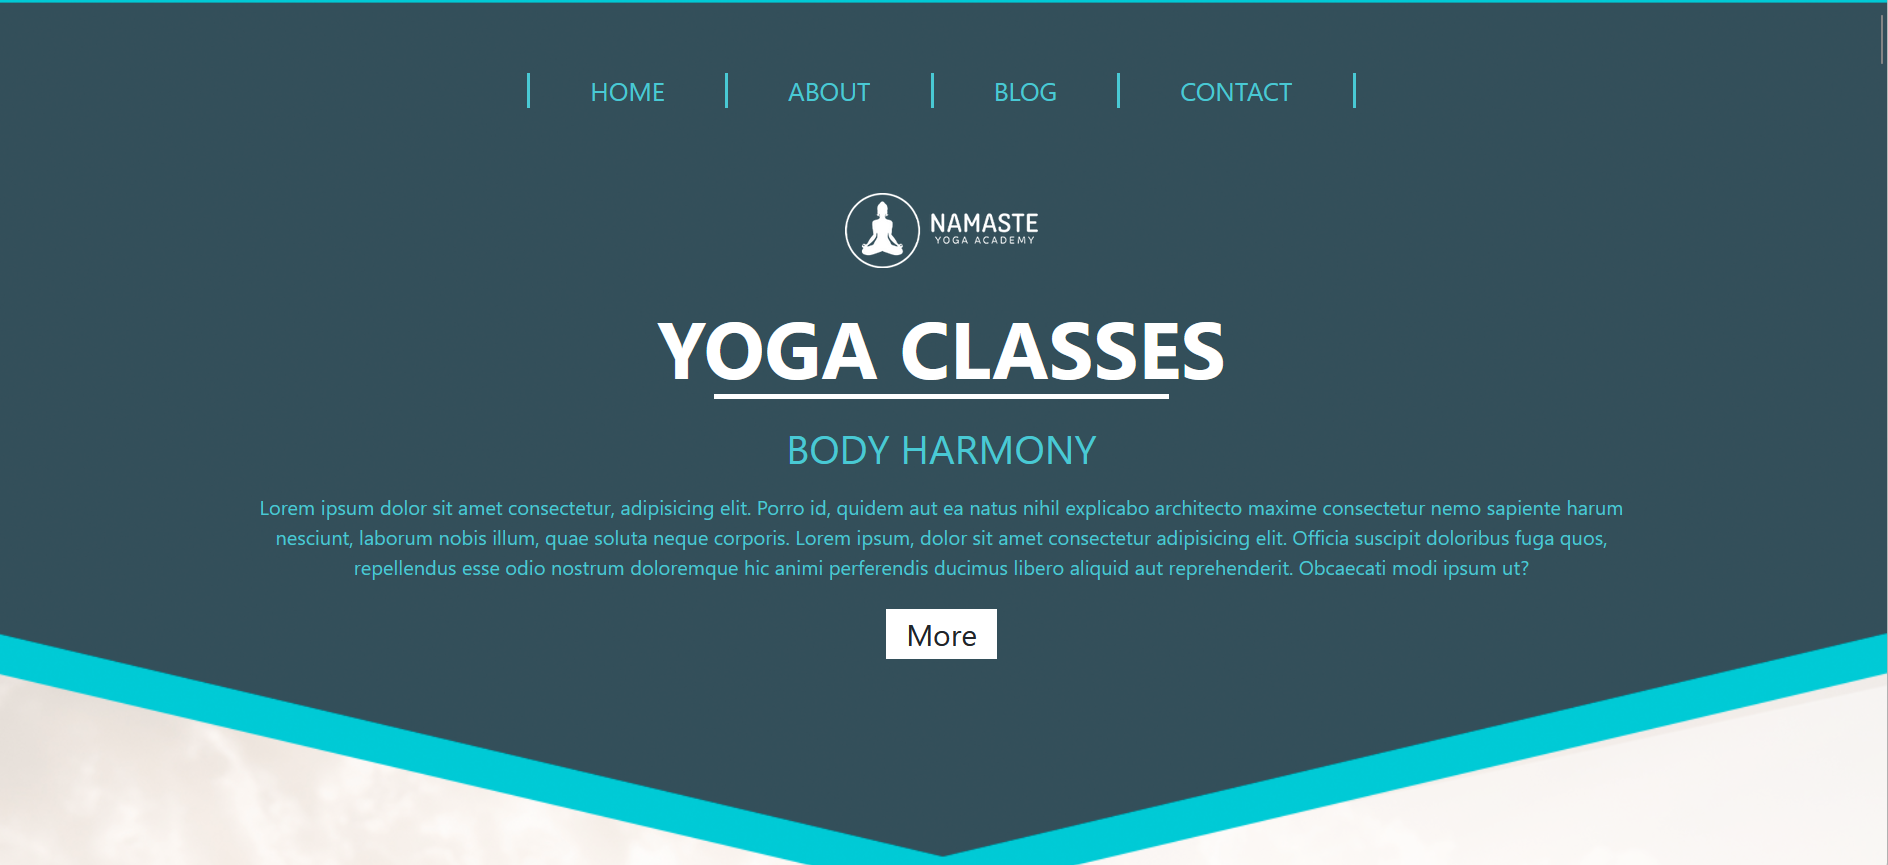 HOME ABOUT BLOG CONTACT
NAMASTE
YOGA ACADEMY
YOGA CLASSES
BODY HARMONY
Lorem ipsum dolor sit amet consectetur, adipisicing elit. Porro id, quidem aut ea natus nihil explicabo architecto maxime consectetur nemo sapiente harum
nesciunt, laborum nobis illum, quae soluta neque corporis. Lorem ipsum, dolor sit amet consectetur adipisicing elit. Officia suscipit doloribus fuga quos,
repellendus esse odio nostrum doloremque hic animi perferendis ducimus libero aliquid aut reprehenderit. Obcaecati modi ipsum ut?
More